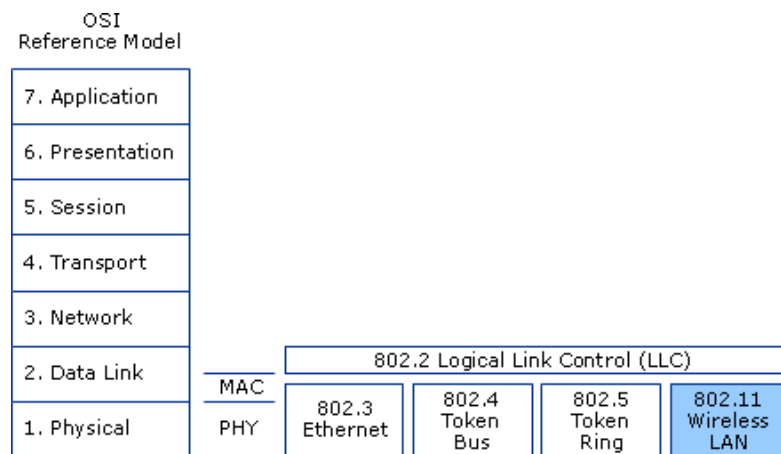 OSI
Reference Model
7. Application
6. Presentation
5. Session
4. Transport
3. Network
2. Data Link
1. Physical
MAC
PHY
802.2 Logical Link Control (LLC)
802.3
Ethernet
802.4
Token
Bus
802.5
Token
Ring
802.11
Wireless
LAN